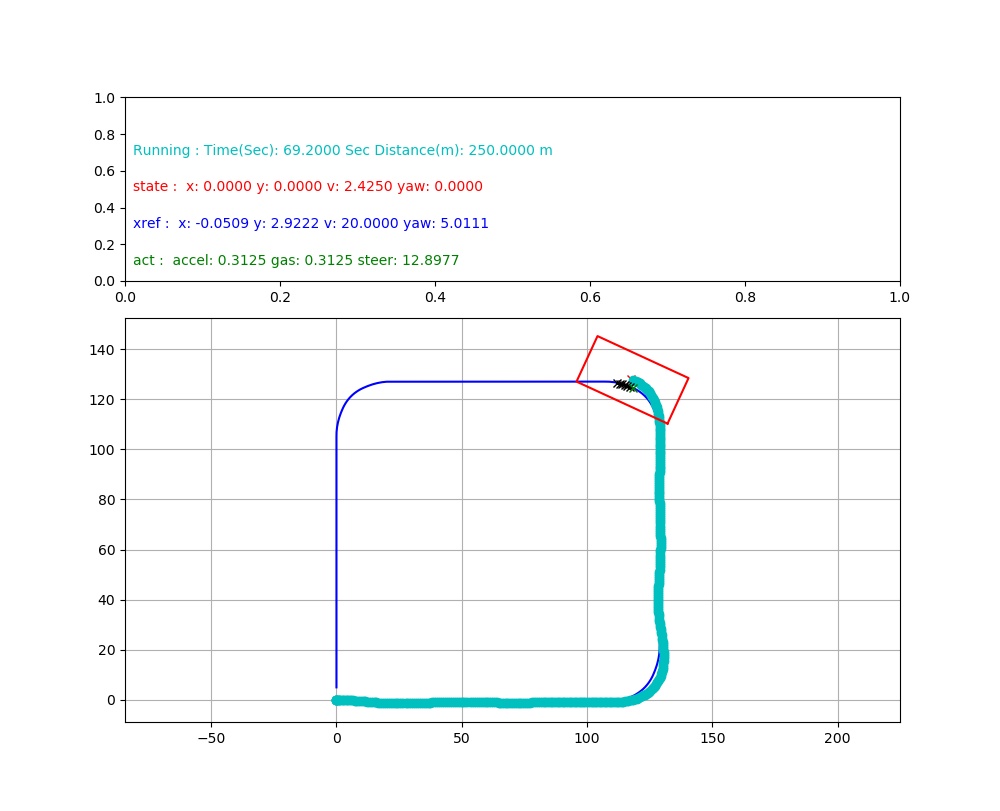 1.0
0.8
Running : Time(Sec): 69.2000 Sec Distance(m): 250.0000 m
0.6
state :  x: 0.0000 y: 0.0000 v: 2.4250 yaw: 0.0000
0.4
xref :  x: -0.0509 y: 2.9222 v: 20.0000 yaw: 5.0111
0.2
act :  accel: 0.3125 gas: 0.3125 steer: 12.8977
0.0
0.0 0.2 0.4 0.6 0.8 1.0
140
120
100
80
60
40
20
0
−50 0 50 100 150 200